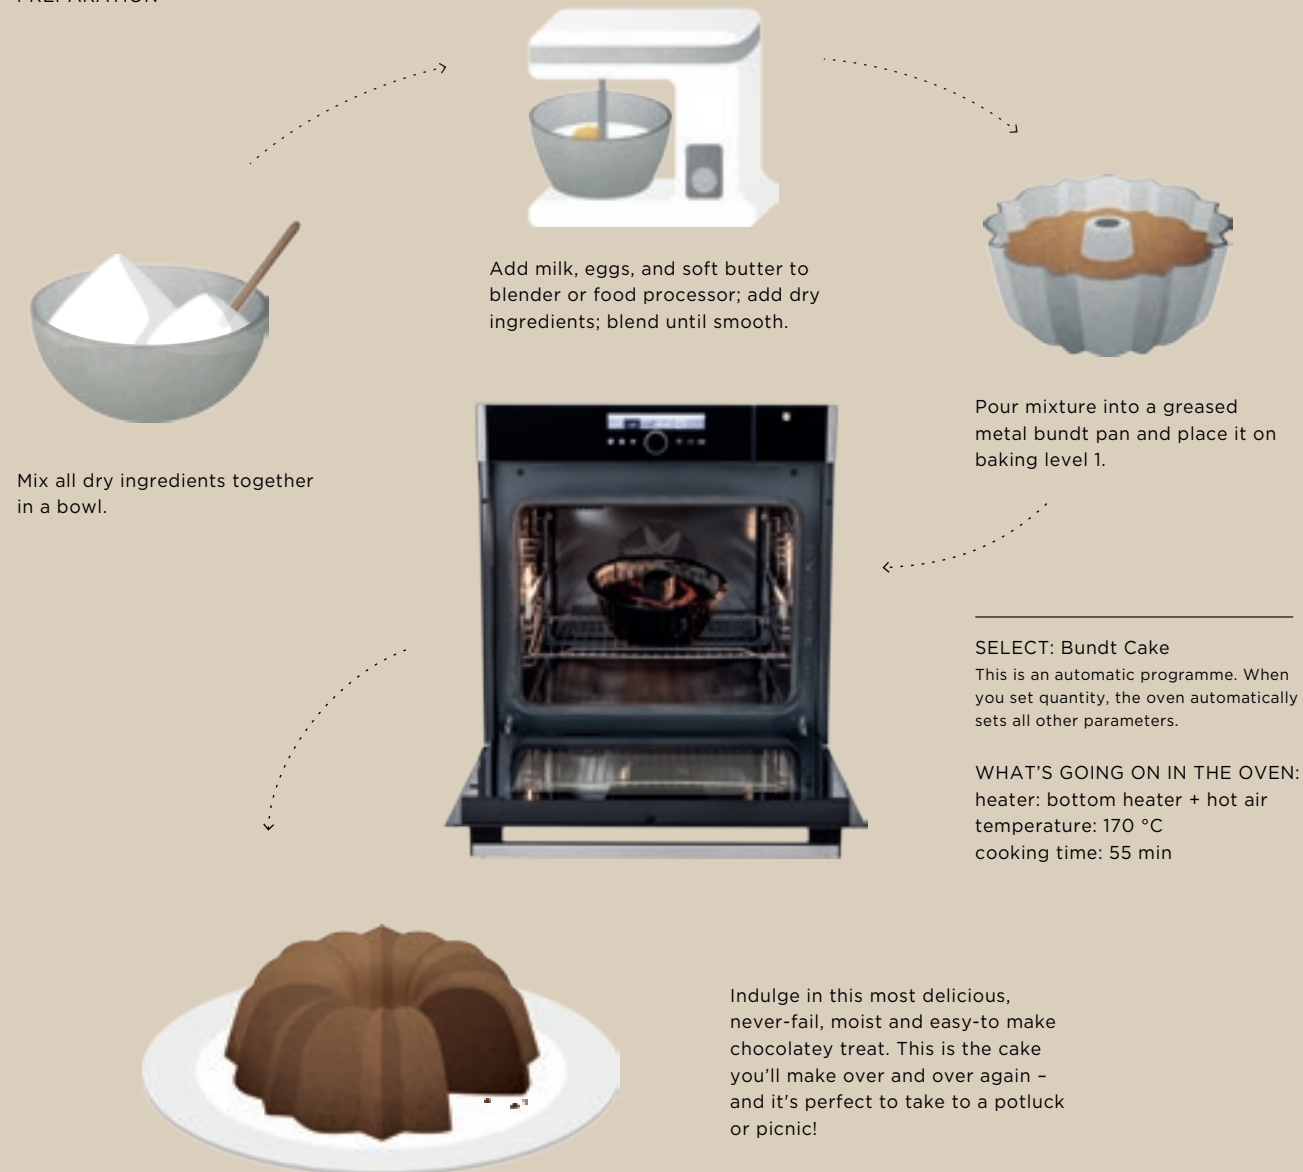 PREPARATION
Mix all dry ingredients together
in a bowl.
Add milk, eggs, and soft butter to
blender or food processor; add dry
ingredients; blend until smooth.
Pour mixture into a greased
metal bundt pan and place it on
baking level 1.
SELECT: Bundt Cake
This is an automatic programme. When
you set quantity, the oven automatically
sets all other parameters.
WHAT'S GOING ON IN THE OVEN:
heater: bottom heater + hot air
temperature: 170 °C
cooking time: 55 min
Indulge in this most delicious,
never-fail, moist and easy-to make
chocolatey treat. This is the cake
you'll make over and over again –
and it's perfect to take to a potluck
or picnic!